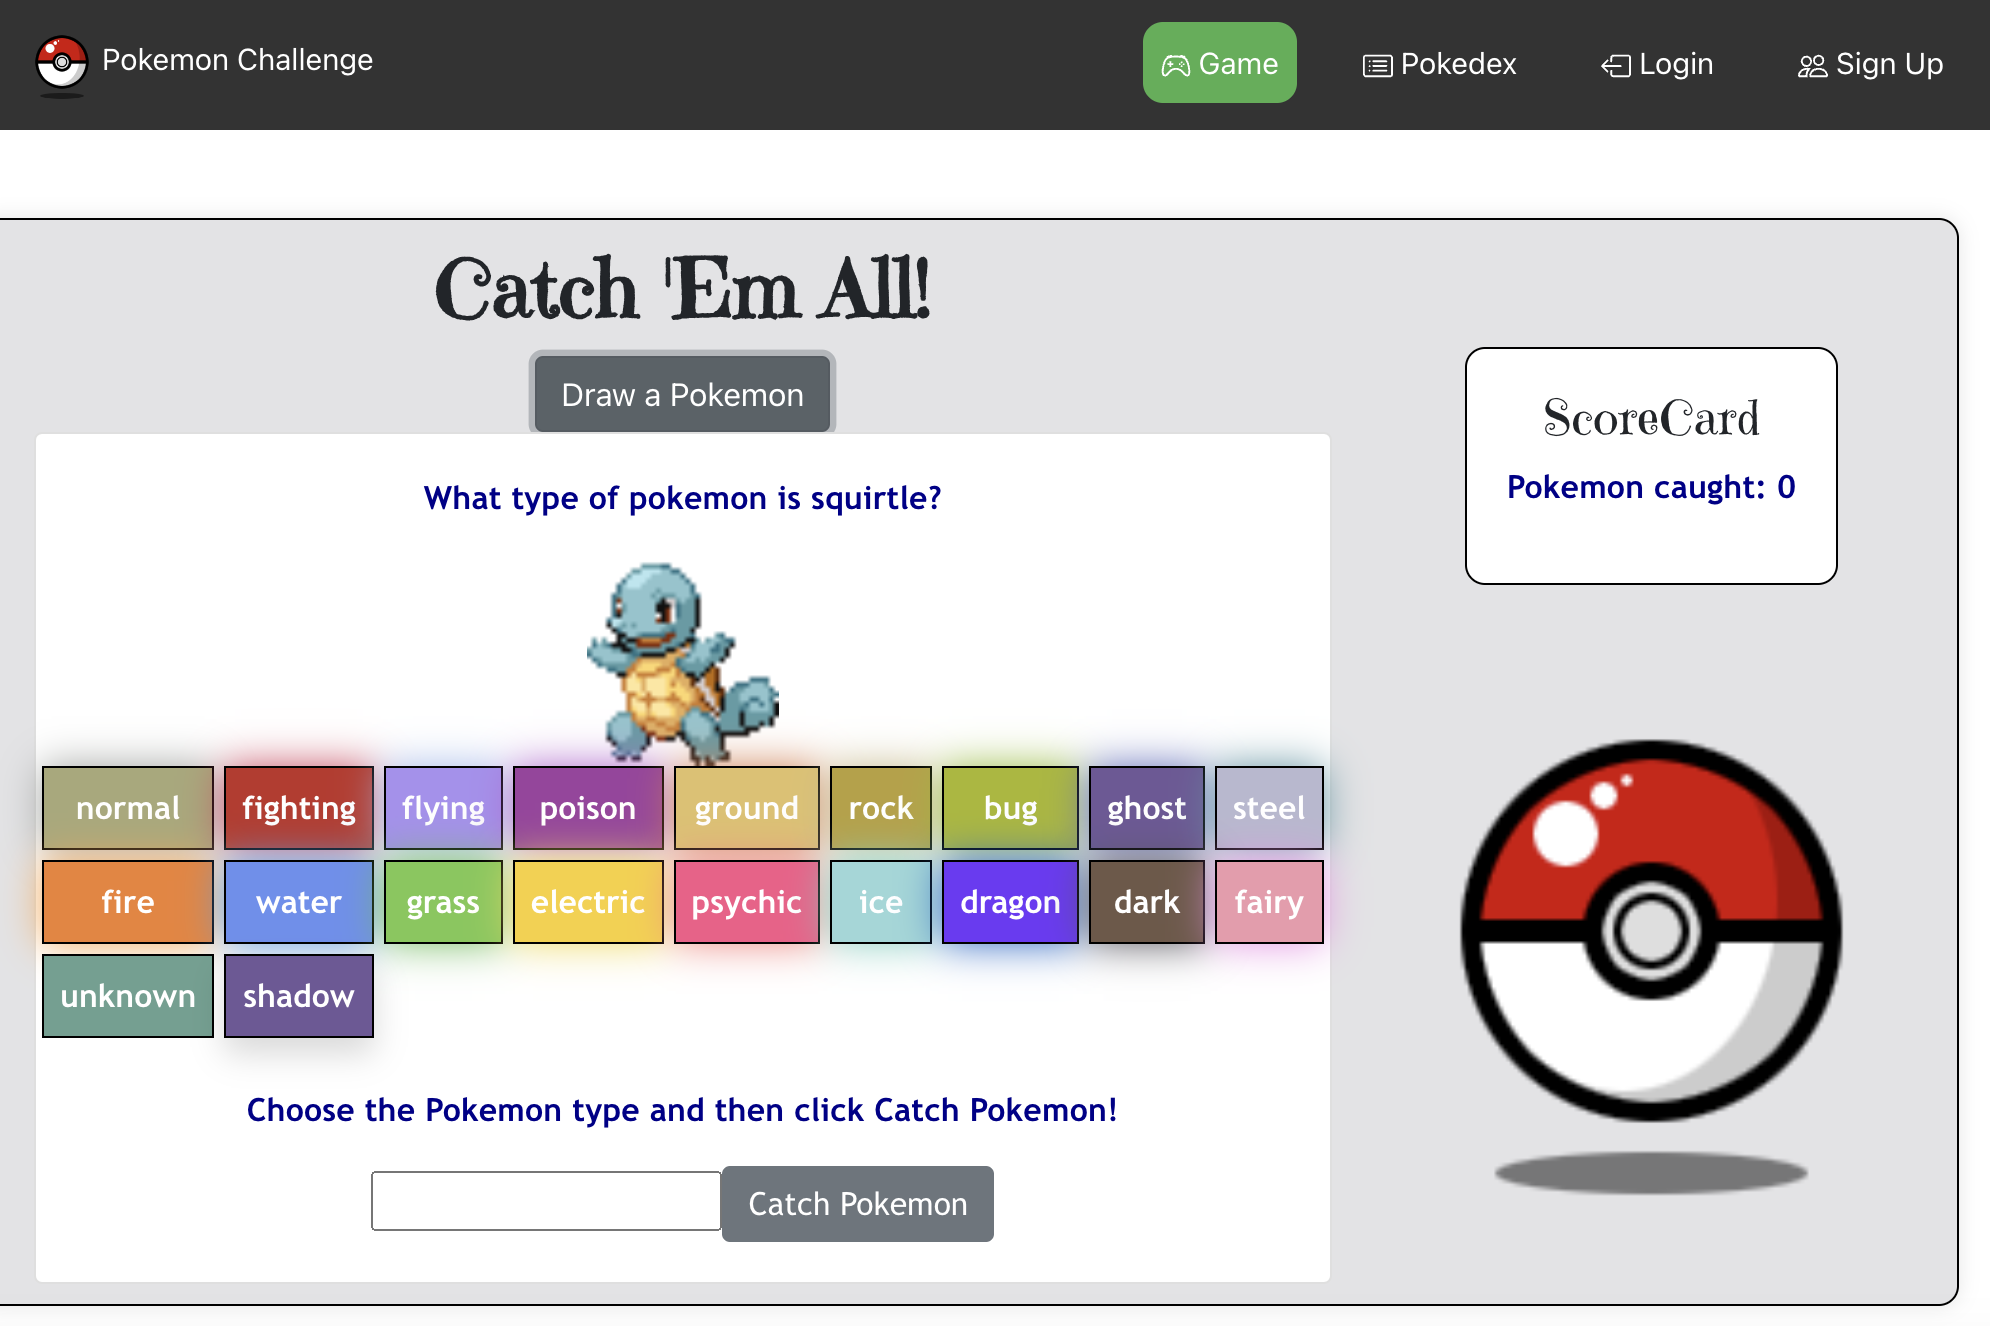 Pokemon Challenge
Game
Pokedex
Login
Sign Up
Catch 'Em All!
Draw a Pokemon
What type of pokemon is squirtle?
normal fighting flying poison ground rock bug ghost steel
fire water grass electric psychic ice dragon dark fairy
unknown shadow
Choose the Pokemon type and then click Catch Pokemon!
Catch Pokemon
ScoreCard
Pokemon caught: 0